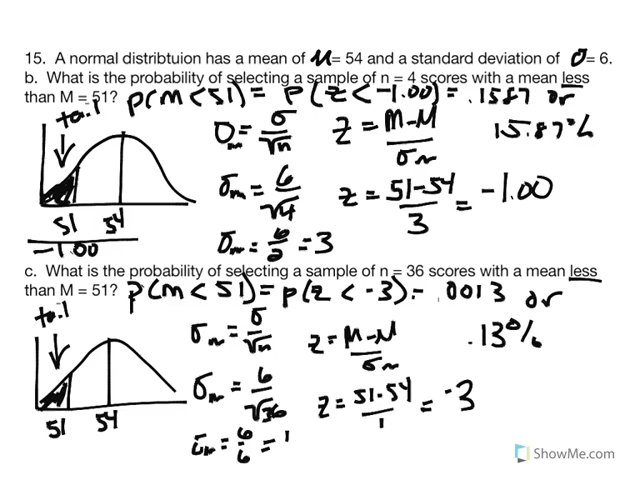 15. A normal distribtuion has a mean of μ = 54 and a standard deviation of σ = 6.
b. What is the probability of selecting a sample of n = 4 scores with a mean less
than M = 51? p(M < 51) = p(z < -1.00) = .1587 or
tail
σₘ = σ/√n z = M-μ/σₘ 15.87%
σₘ = 6/√4 z = 51-54/3 = -1.00
51 54
-1.00
σₘ = 6/2 = 3
c. What is the probability of selecting a sample of n = 36 scores with a mean less
than M = 51? p(M < 51) = p(z < -3) = .0013 or
tail
σₘ = σ/√n z = M-μ/σₘ .13%
σₘ = 6/√36 z = 51-54/1 = -3
51 54
σₘ = 6/6 = 1
ShowMe.com